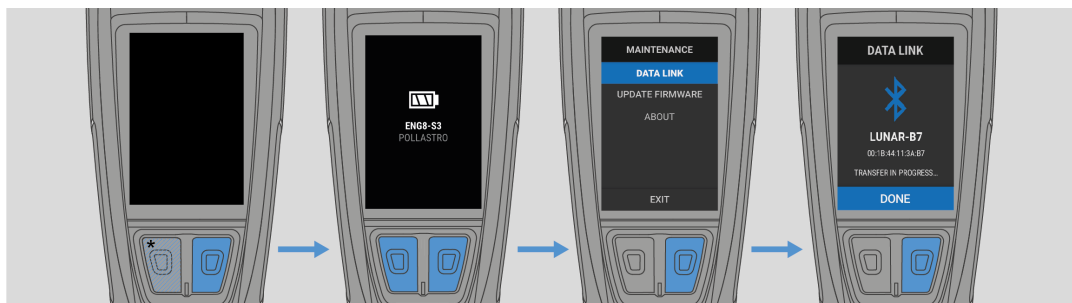 *
ENG8-S3
POLLASTRO
MAINTENANCE
DATA LINK
UPDATE FIRMWARE
ABOUT
EXIT
DATA LINK
LUNAR-B7
00:1B:44:11:3A:B7
TRANSFER IN PROGRESS...
DONE